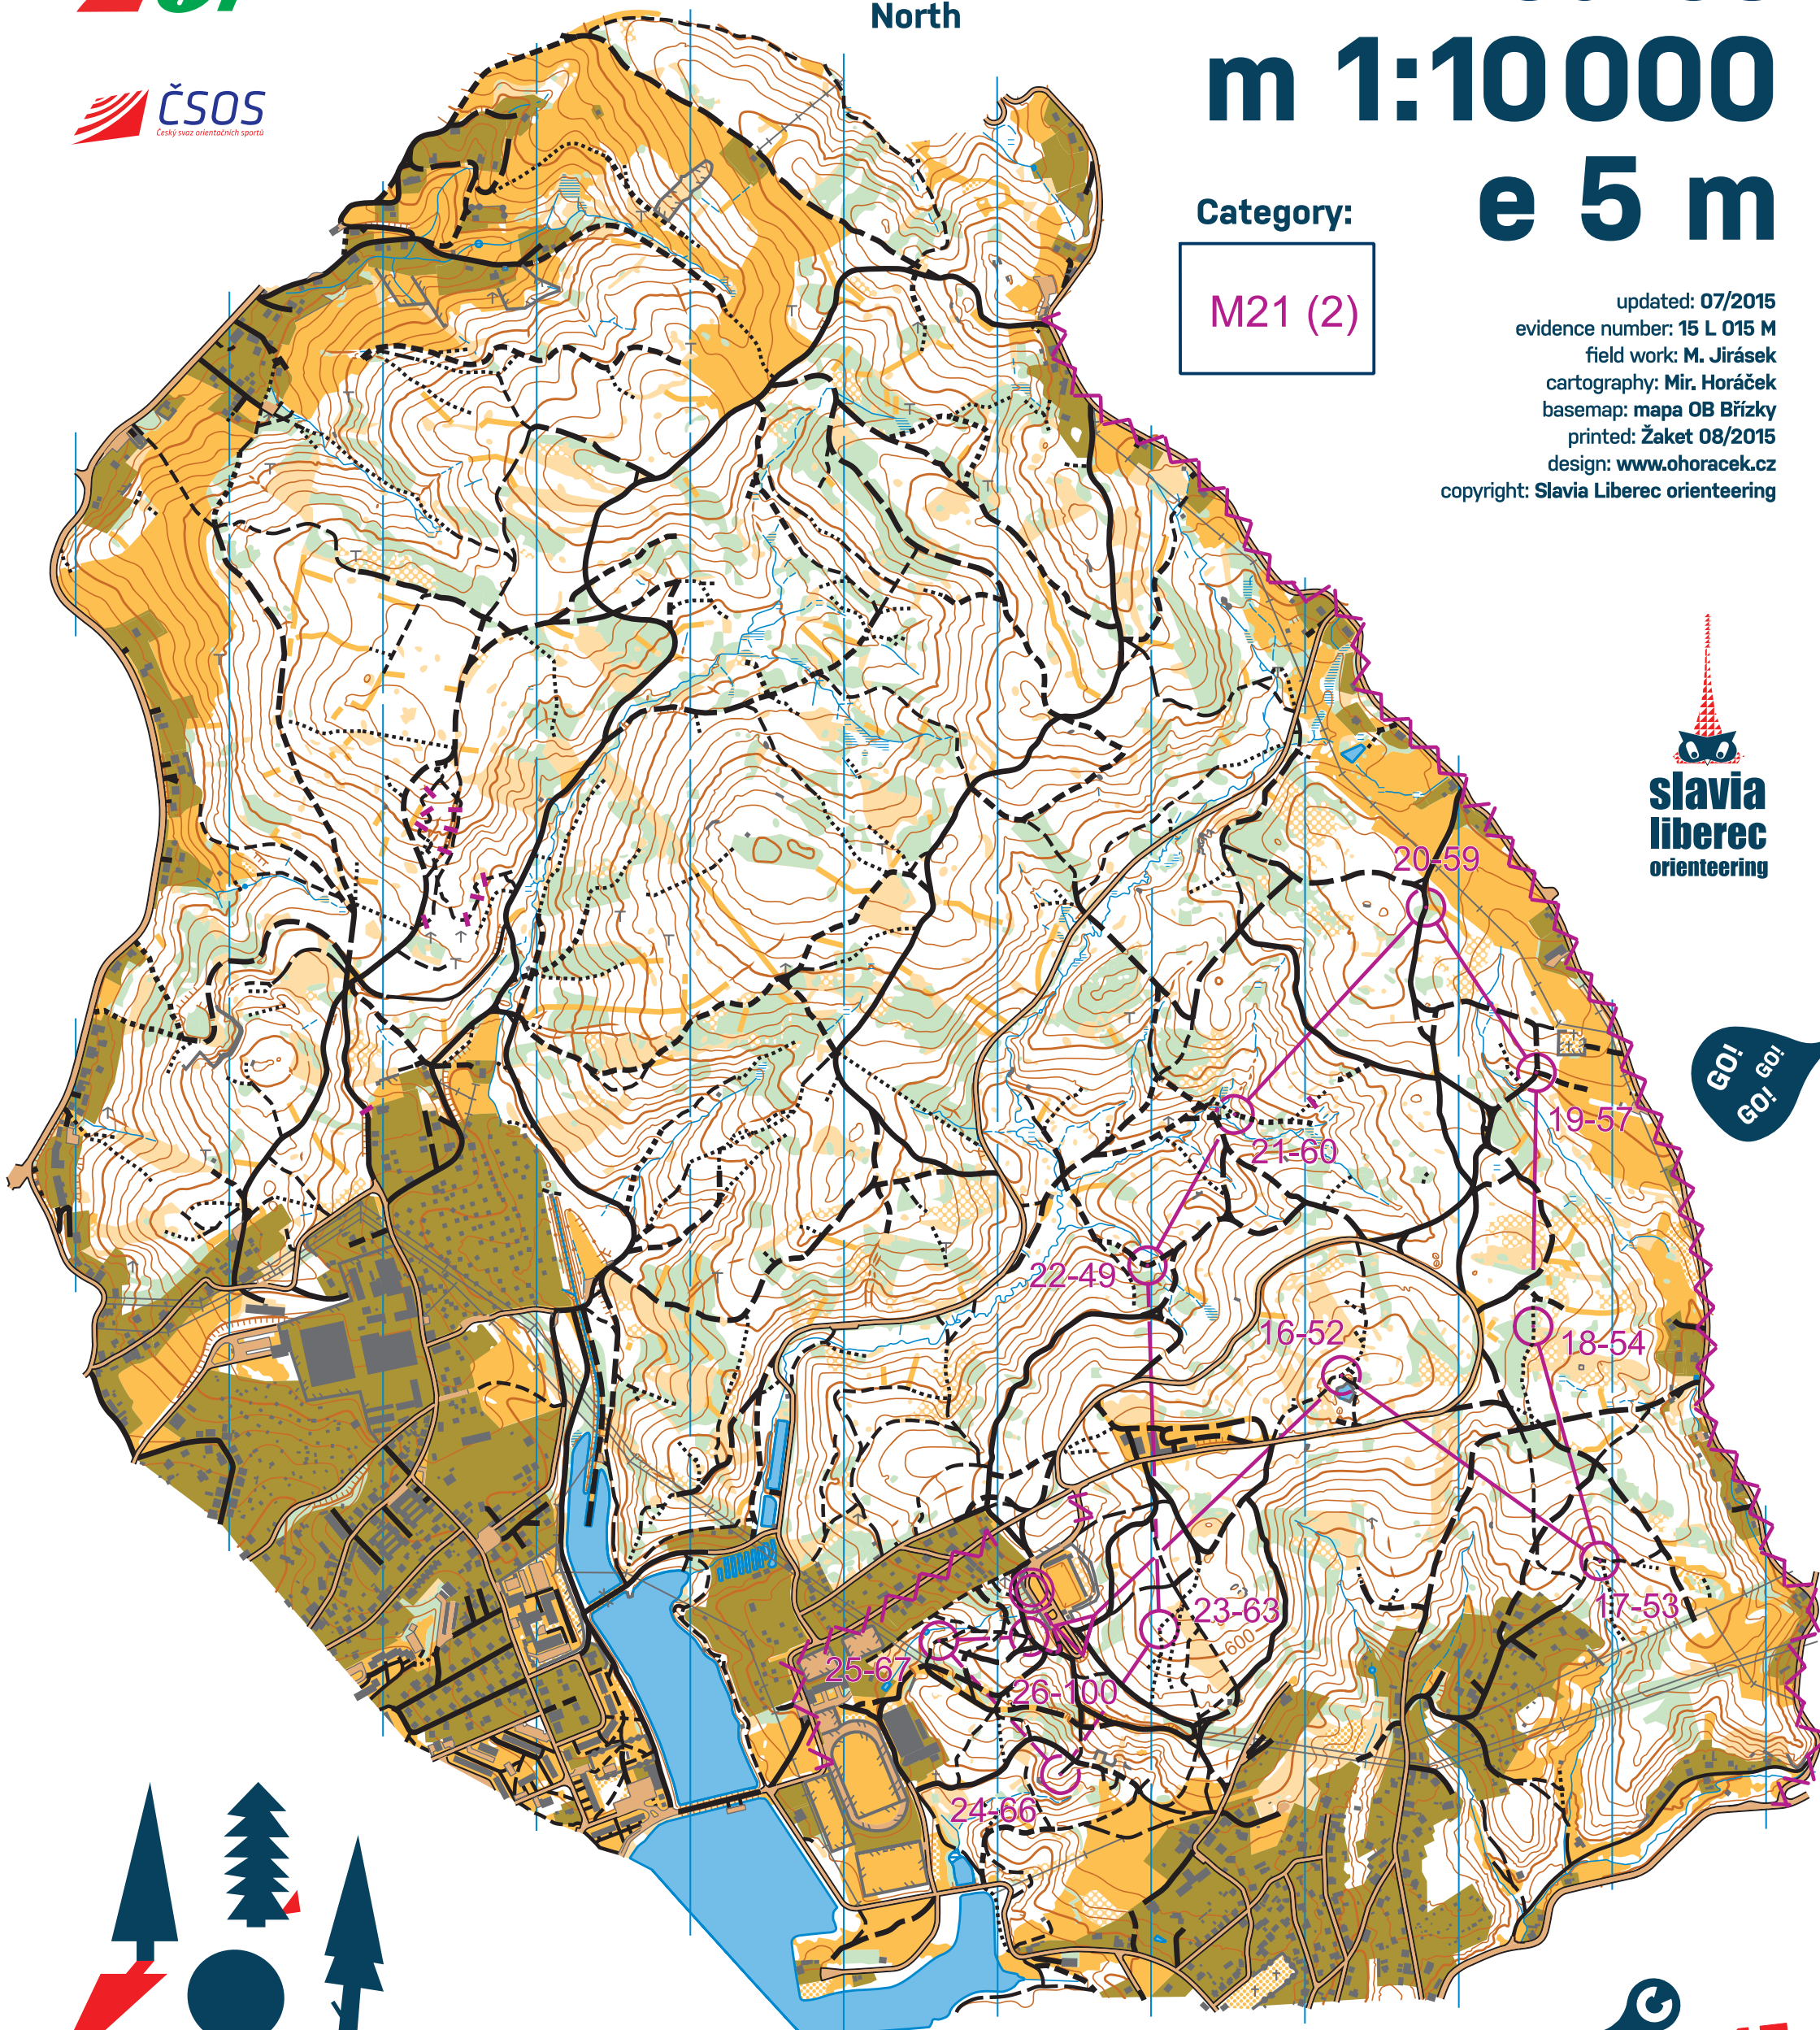 North
m 1:10 000
e 5 m
ČSOS
Český svaz orientačních sportů
Category:
M21 (2)
updated: 07/2015
evidence number: 15 L 015 M
field work: M. Jirásek
cartography: Mir. Horáček
basemap: mapa OB Břízky
printed: Žaket 08/2015
design: www.ohoracek.cz
copyright: Slavia Liberec orienteering
slavia
liberec
orienteering
20-59
GO!
GO!
GO!
19-57
21-60
22-49
16-52
18-54
23-63
17-53
600
25-67
26-100
24-66